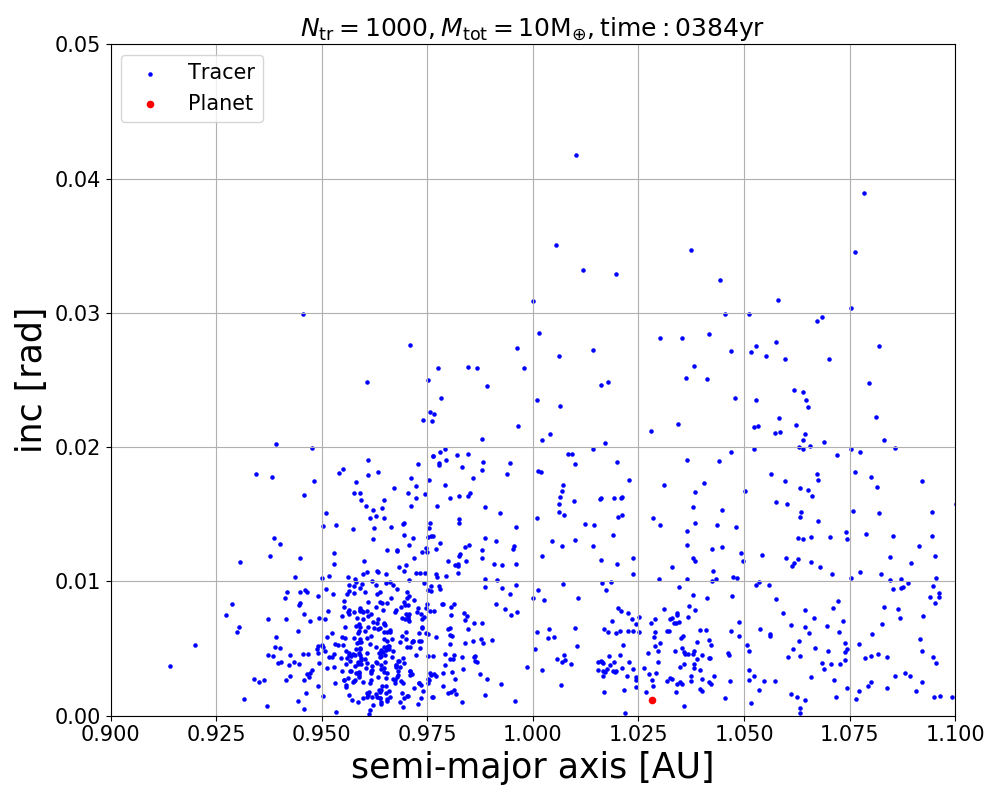 N_tr = 1000, M_tot = 10M_⊕, time : 0384yr
Tracer
Planet
0.05
0.04
0.03
0.02
0.01
0.00
inc [rad]
0.900 0.925 0.950 0.975 1.000 1.025 1.050 1.075 1.100
semi-major axis [AU]